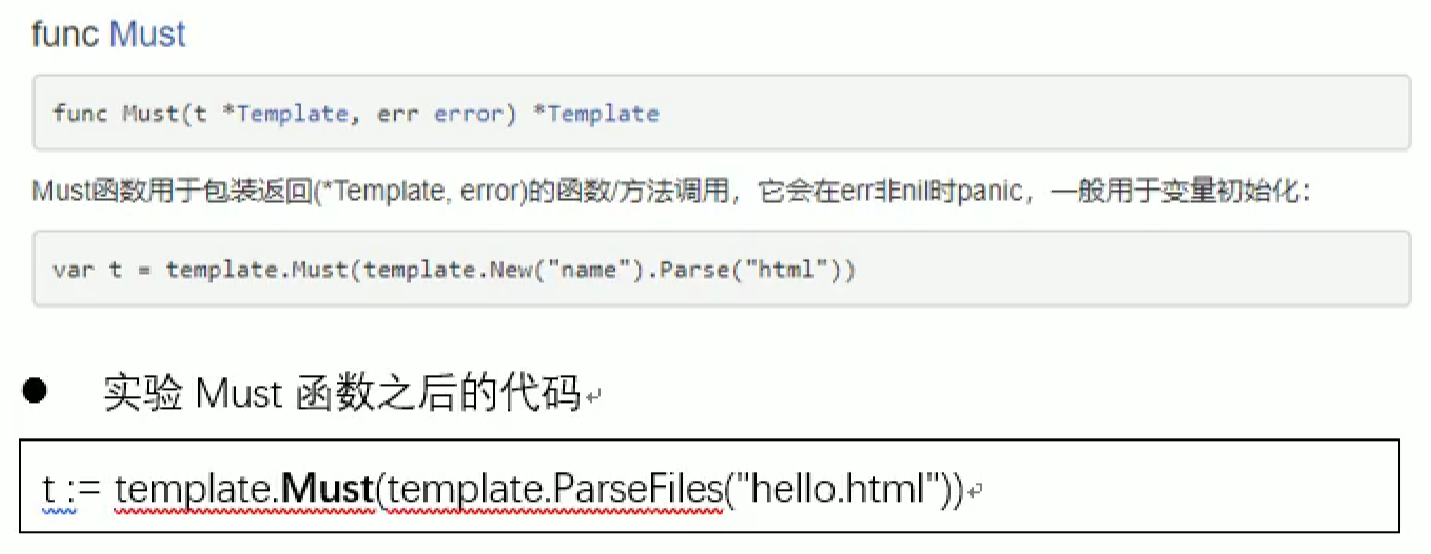 func Must
func Must(t *Template, err error) *Template
Must函数用于包装返回(*Template, error)的函数/方法调用，它会在err非nil时panic，一般用于变量初始化：
var t = template.Must(template.New("name").Parse("html"))
● 实验 Must 函数之后的代码↵
t := template.Must(template.ParseFiles("hello.html"))↵